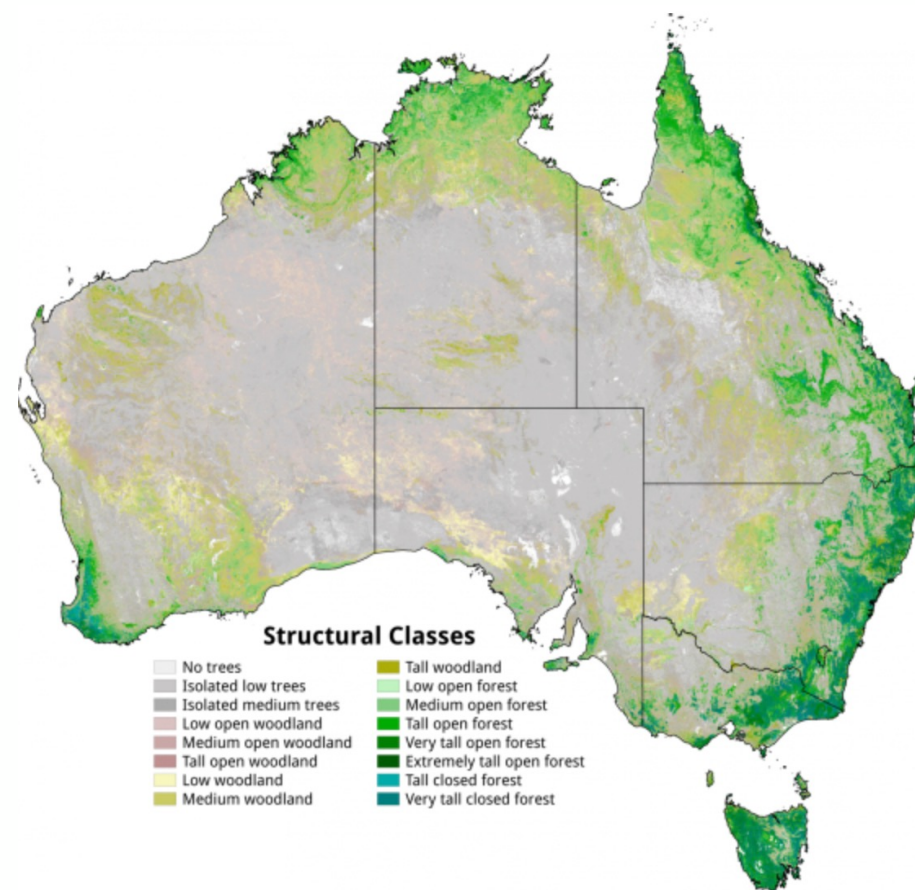 Structural Classes
No trees
Isolated low trees
Isolated medium trees
Low open woodland
Medium open woodland
Tall open woodland
Low woodland
Medium woodland
Tall woodland
Low open forest
Medium open forest
Tall open forest
Very tall open forest
Extremely tall open forest
Tall closed forest
Very tall closed forest